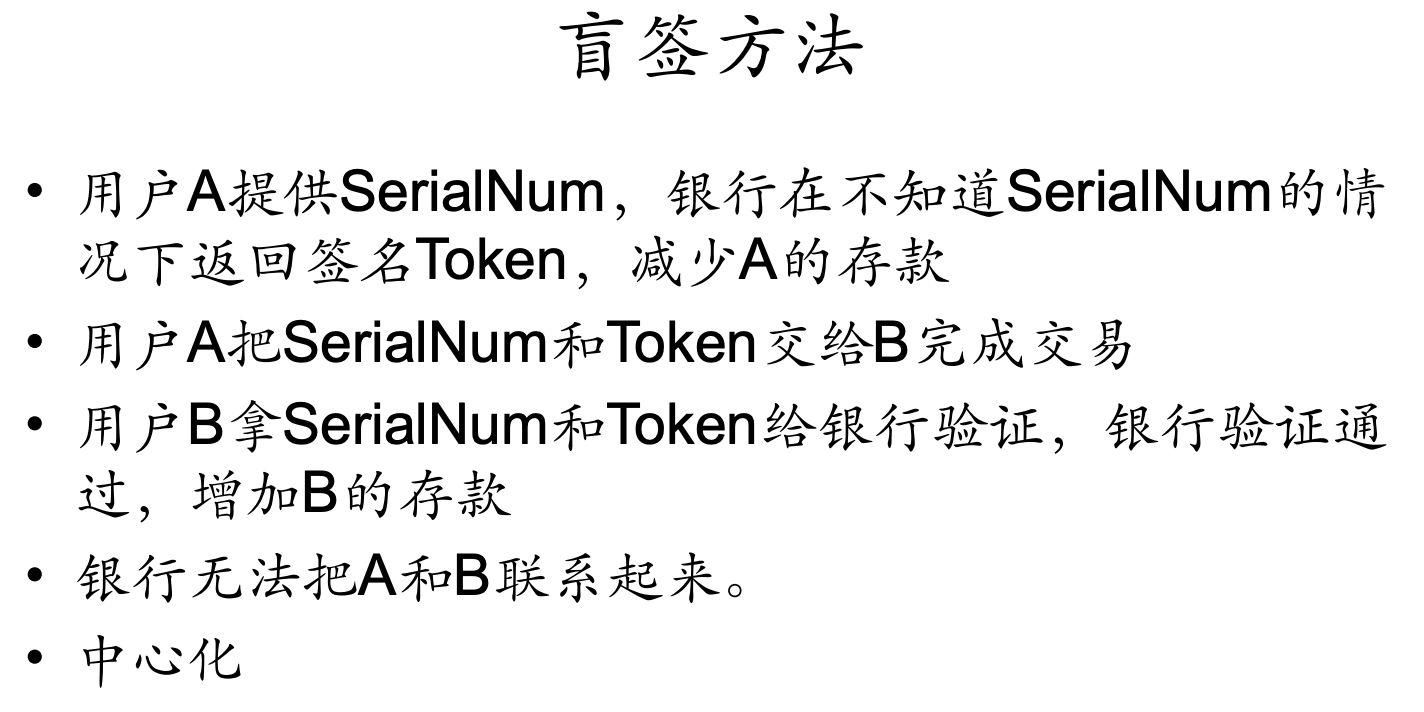 盲签方法
• 用户A提供SerialNum，银行在不知道SerialNum的情
况下返回签名Token，减少A的存款
• 用户A把SerialNum和Token交给B完成交易
• 用户B拿SerialNum和Token给银行验证，银行验证通
过，增加B的存款
• 银行无法把A和B联系起来。
• 中心化